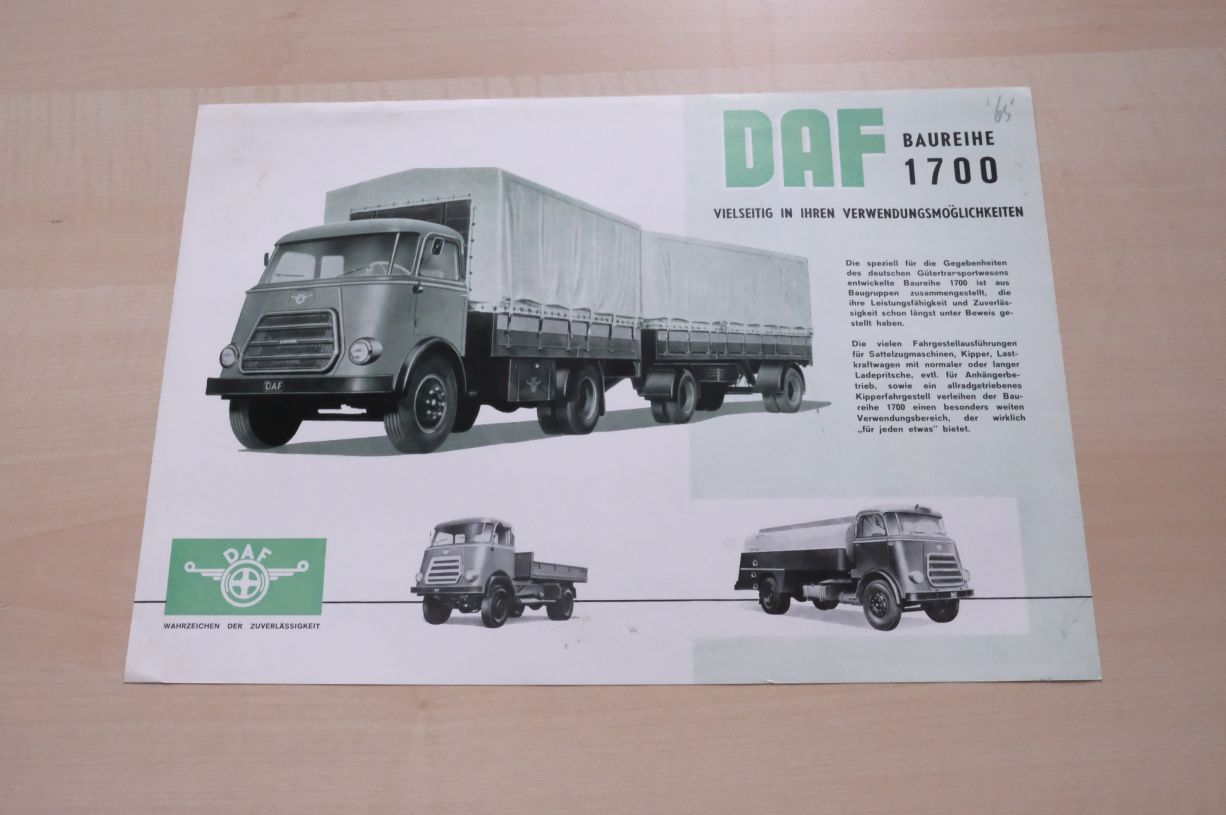 DAF
BAUREIHE
1700
'65'
VIELSEITIG IN IHREN VERWENDUNGSMÖGLICHKEITEN
Die speziell für die Gegebenheiten
des deutschen Gütertransportwesens
entwickelte Baureihe 1700 ist aus
Baugruppen zusammengestellt, die
ihre Leistungsfähigkeit und Zuverläs-
sigkeit schon längst unter Beweis ge-
stellt haben.
Die vielen Fahrgestellausführungen
für Sattelzugmaschinen, Kipper, Last-
kraftwagen mit normaler oder langer
Ladepritsche, evtl. für Anhängerbe-
trieb, sowie ein allradgetriebenes
Kipperfahrgestell verleihen der Bau-
reihe 1700 einen besonders weiten
Verwendungsbereich, der wirklich
„für jeden etwas" bietet.
DAF
DAF
WAHRZEICHEN DER ZUVERLÄSSIGKEIT